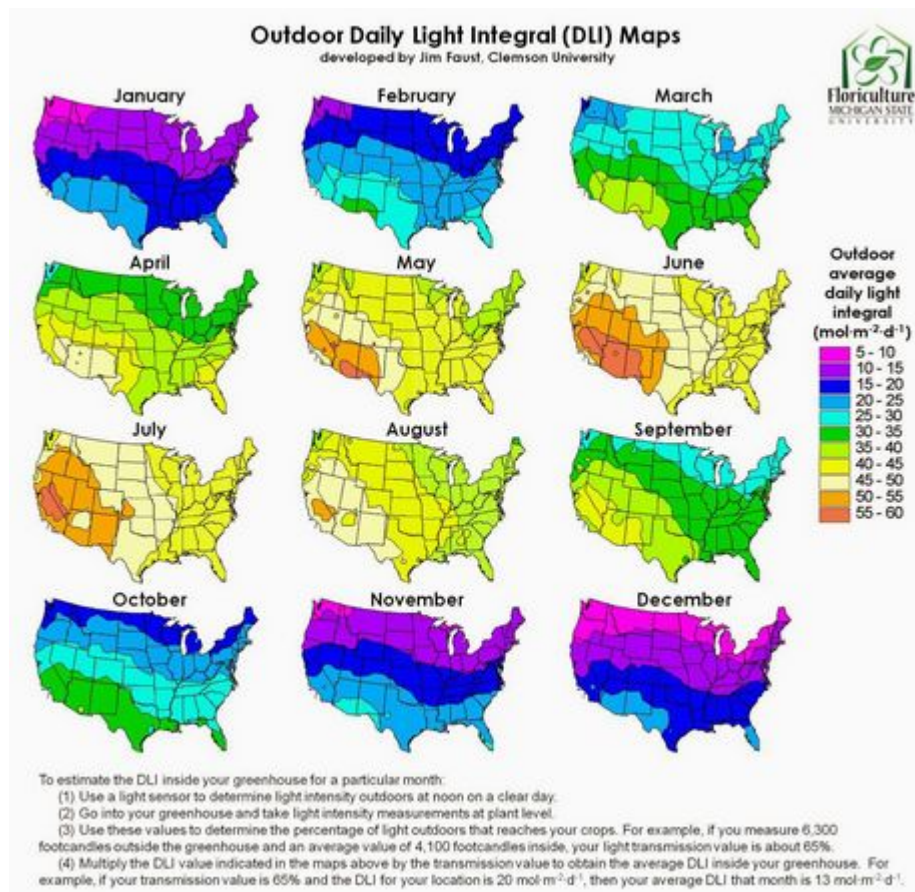 Outdoor Daily Light Integral (DLI) Maps
developed by Jim Faust, Clemson University
Floriculture
MICHIGAN STATE
UNIVERSITY
January
February
March
April
May
June
July
August
September
October
November
December
Outdoor
average
daily light
integral
(mol·m⁻²·d⁻¹)
5 - 10
10 - 15
15 - 20
20 - 25
25 - 30
30 - 35
35 - 40
40 - 45
45 - 50
50 - 55
55 - 60
To estimate the DLI inside your greenhouse for a particular month:
(1) Use a light sensor to determine light intensity outdoors at noon on a clear day.
(2) Go into your greenhouse and take light intensity measurements at plant level.
(3) Use these values to determine the percentage of light outdoors that reaches your crops. For example, if you measure 6,300
footcandles outside the greenhouse and an average value of 4,100 footcandles inside, your light transmission value is about 65%.
(4) Multiply the DLI value indicated in the maps above by the transmission value to obtain the average DLI inside your greenhouse. For
example, if your transmission value is 65% and the DLI for your location is 20 mol·m⁻²·d⁻¹, then your average DLI that month is 13 mol·m⁻²·d⁻¹.